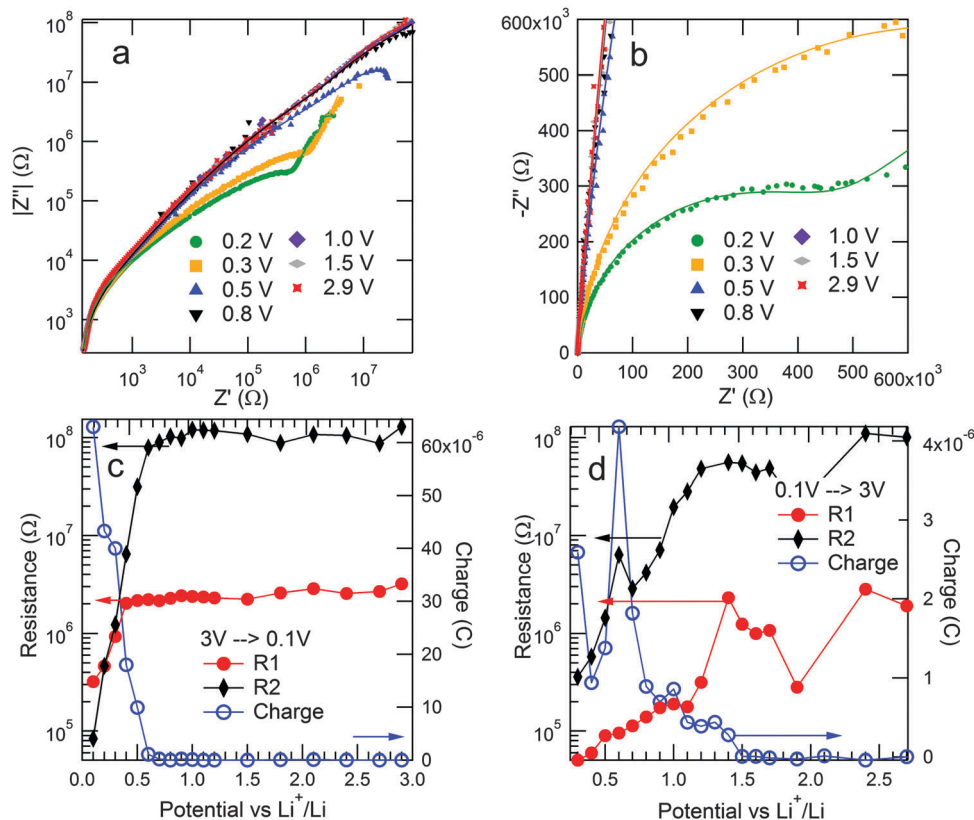 a
10^8
10^7
10^6
10^5
10^4
10^3
|Z''| (Ω)
0.2 V
0.3 V
0.5 V
0.8 V
1.0 V
1.5 V
2.9 V
10^3
10^4
10^5
10^6
10^7
Z' (Ω)
b
600x10^3
500
400
300
200
100
0
-Z'' (Ω)
0.2 V
0.3 V
0.5 V
0.8 V
1.0 V
1.5 V
2.9 V
0
100
200
300
400
500
600x10^3
Z' (Ω)
c
10^8
10^7
10^6
10^5
Resistance (Ω)
3V --> 0.1V
R1
R2
Charge
60x10^-6
50
40
30
20
10
0
Charge (C)
0.0
0.5
1.0
1.5
2.0
2.5
3.0
Potential vs Li^+/Li
d
10^8
10^7
10^6
10^5
Resistance (Ω)
0.1V --> 3V
R1
R2
Charge
4x10^-6
3
2
1
0
Charge (C)
0.5
1.0
1.5
2.0
2.5
Potential vs Li^+/Li